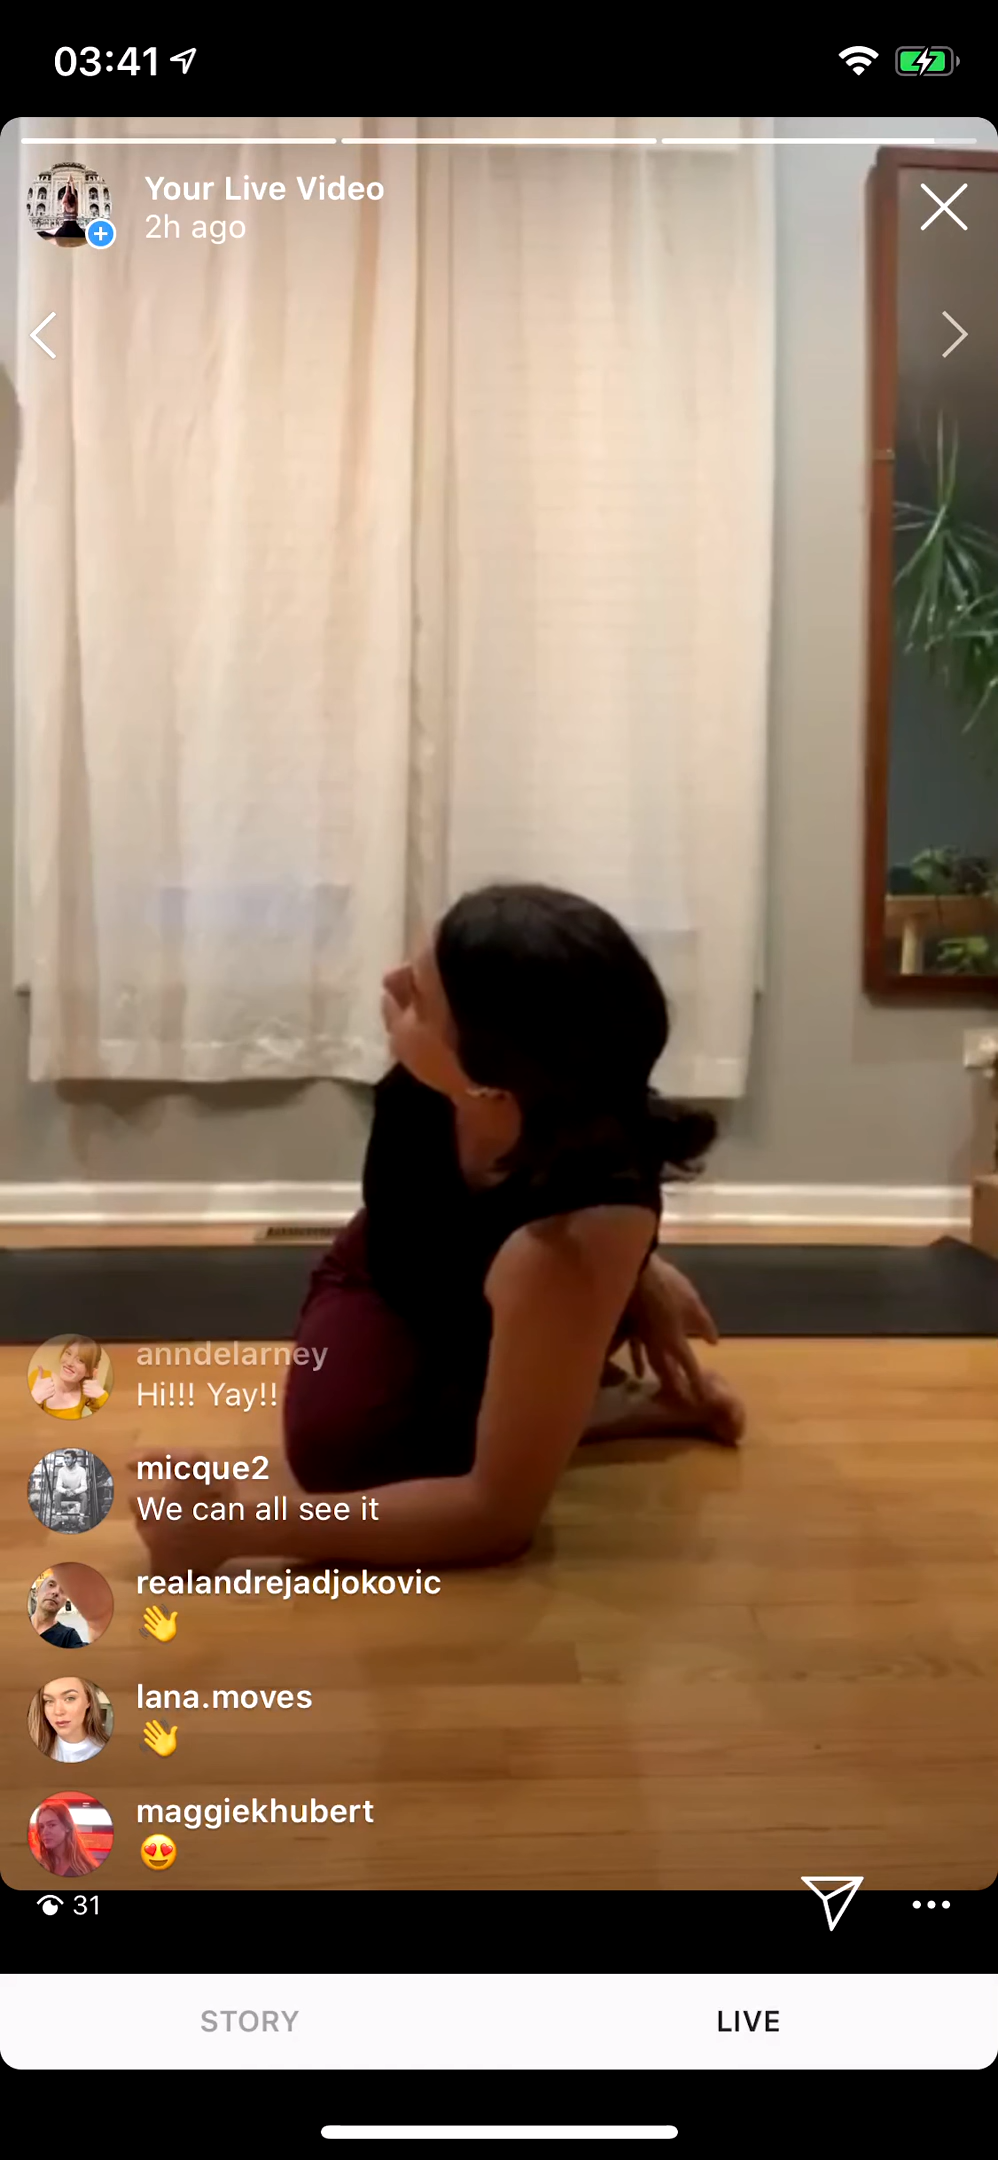 03:41
Your Live Video
2h ago
anndelarney
Hi!!! Yay!!
micque2
We can all see it
realandrejadjokovic
👋
lana.moves
👋
maggiekhubert
😍
31
STORY
LIVE